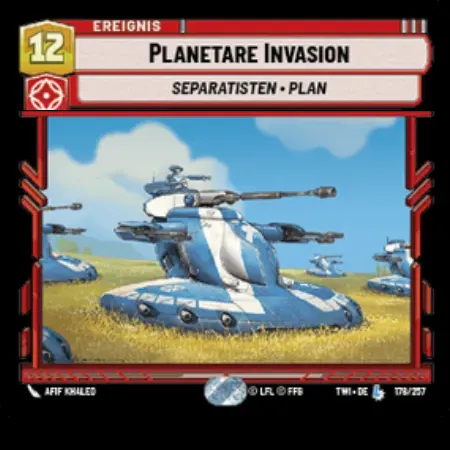 EREIGNIS
12
PLANETARE INVASION
SEPARATISTEN • PLAN
AFIF KHALED
© LFL © FFG
TWI • DE
178/257